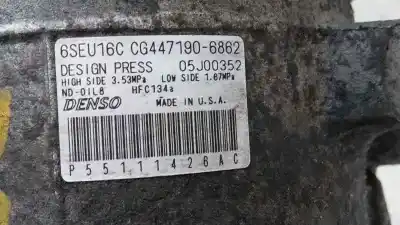 6SEU16C CG447190-6862
DESIGN PRESS 05J00352
HIGH SIDE 3.53MPa LOW SIDE 1.67MPa
ND-OIL8 HFC134a
DENSO MADE IN U.S.A.
P55111426AC